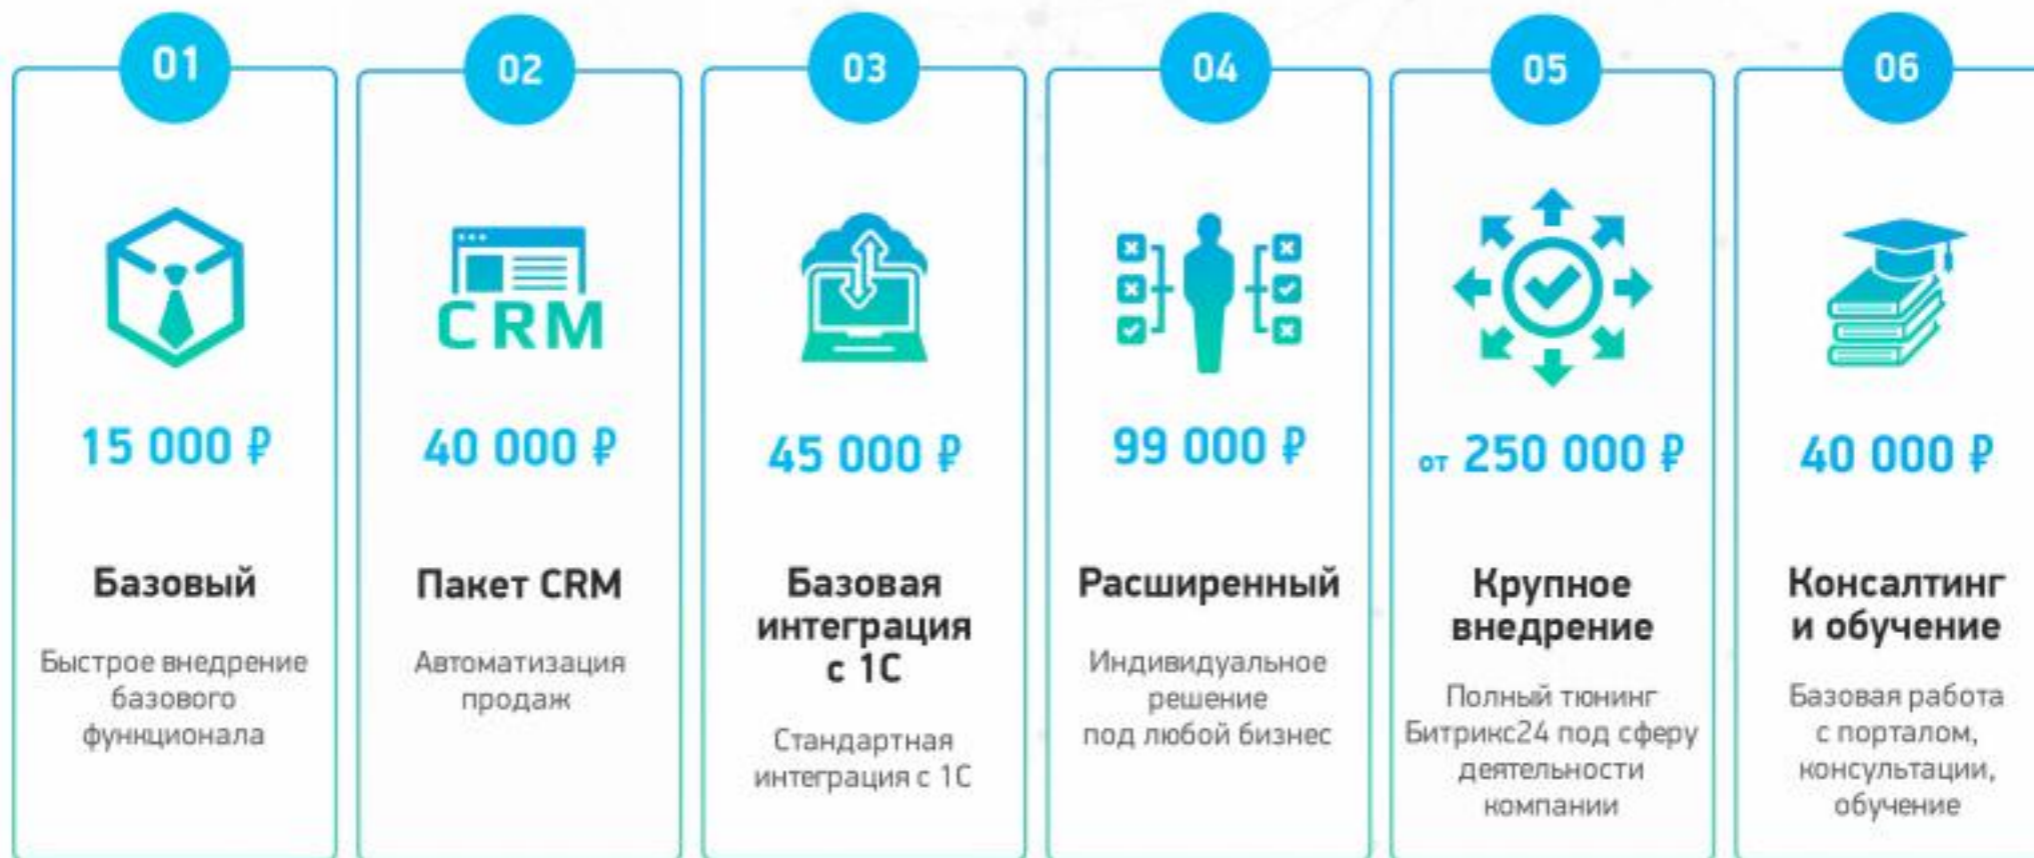 01
15 000 ₽
Базовый
Быстрое внедрение
базового
функционала
02
CRM
40 000 ₽
Пакет CRM
Автоматизация
продаж
03
45 000 ₽
Базовая
интеграция
с 1С
Стандартная
интеграция с 1С
04
99 000 ₽
Расширенный
Индивидуальное
решение
под любой бизнес
05
от 250 000 ₽
Крупное
внедрение
Полный тюнинг
Битрикс24 под сферу
деятельности
компании
06
40 000 ₽
Консалтинг
и обучение
Базовая работа
с порталом,
консультации,
обучение